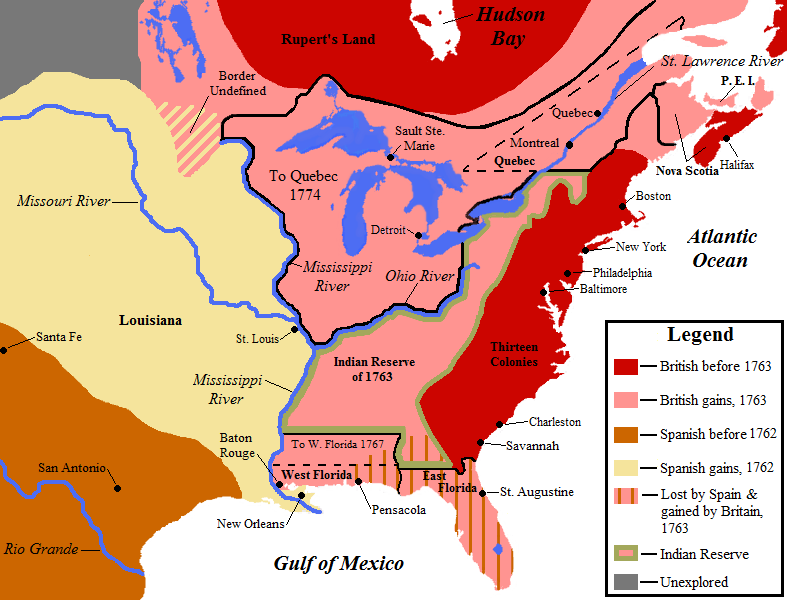 Hudson
Bay
Rupert's Land
St. Lawrence River
Border
Undefined
P. E. I.
Quebec
Sault Ste.
Marie
Montreal
Quebec
Halifax
Nova Scotia
To Quebec
1774
Missouri River
Boston
Detroit
Atlantic
Ocean
New York
Mississippi
River
Ohio River
Philadelphia
Baltimore
Louisiana
St. Louis
Santa Fe
Thirteen
Colonies
Indian Reserve
of 1763
Mississippi
River
Charleston
Baton
Rouge
To W. Florida 1767
Savannah
San Antonio
West Florida
East
Florida
St. Augustine
Pensacola
New Orleans
Rio Grande
Gulf of Mexico
Legend
British before 1763
British gains, 1763
Spanish before 1762
Spanish gains, 1762
Lost by Spain &
gained by Britain,
1763
Indian Reserve
Unexplored